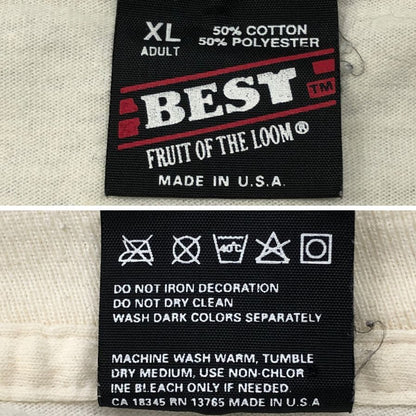 XL 50% COTTON
ADULT 50% POLYESTER
BEST™
FRUIT OF THE LOOM®
MADE IN U.S.A.
40°C
DO NOT IRON DECORATION
DO NOT DRY CLEAN
WASH DARK COLORS SEPARATELY
MACHINE WASH WARM, TUMBLE
DRY MEDIUM, USE NON-CHLOR
INE BLEACH ONLY IF NEEDED.
CA 18345 RN 13765 MADE IN U.S.A.